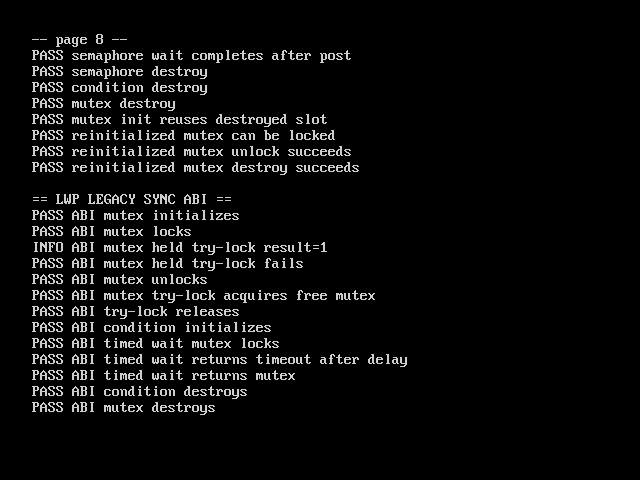 -- page 8 --
PASS semaphore wait completes after post
PASS semaphore destroy
PASS condition destroy
PASS mutex destroy
PASS mutex init reuses destroyed slot
PASS reinitialized mutex can be locked
PASS reinitialized mutex unlock succeeds
PASS reinitialized mutex destroy succeeds
== LWP LEGACY SYNC ABI ==
PASS ABI mutex initializes
PASS ABI mutex locks
INFO ABI mutex held try-lock result=1
PASS ABI mutex held try-lock fails
PASS ABI mutex unlocks
PASS ABI mutex try-lock acquires free mutex
PASS ABI try-lock releases
PASS ABI condition initializes
PASS ABI timed wait mutex locks
PASS ABI timed wait returns timeout after delay
PASS ABI timed wait returns mutex
PASS ABI condition destroys
PASS ABI mutex destroys